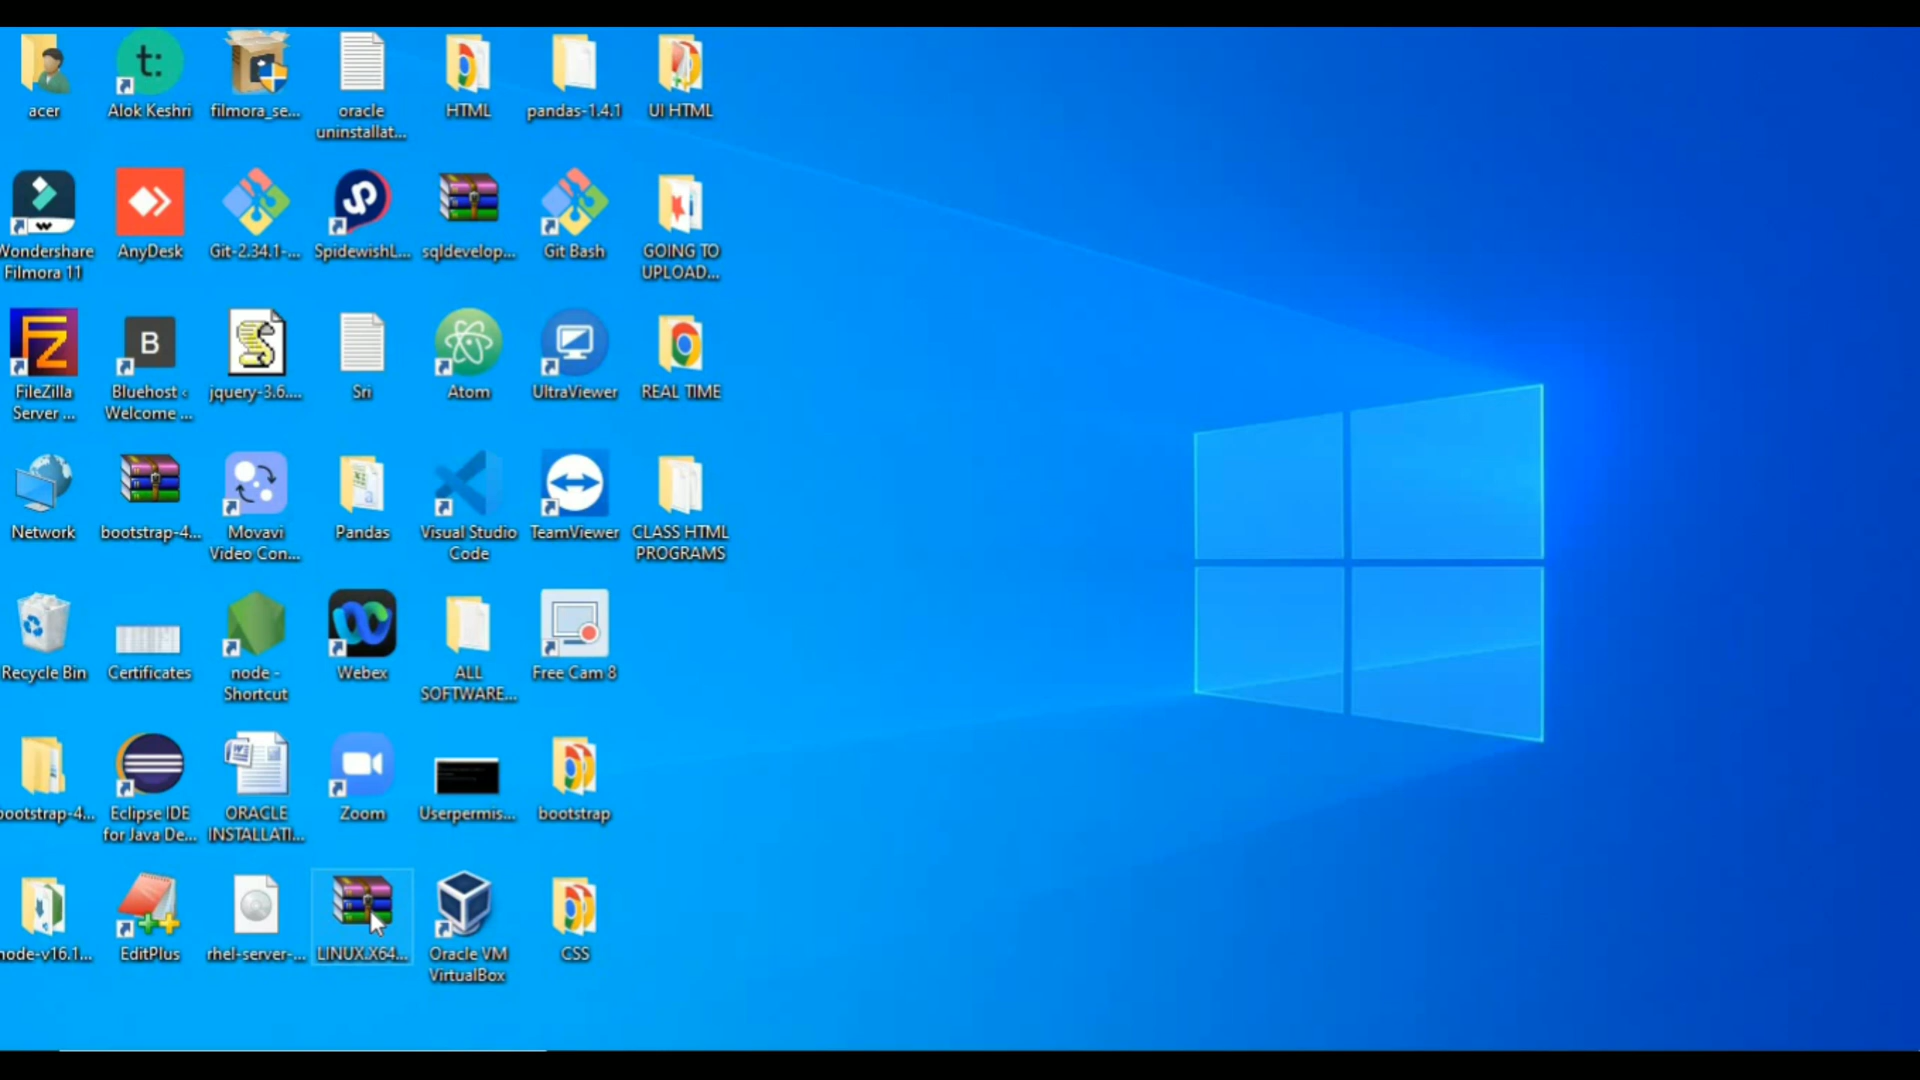 acer
Alok Keshri
filmora_se...
oracle
uninstallat...
HTML
pandas-1.4.1
UI HTML
Wondershare
Filmora 11
AnyDesk
Git-2.34.1-...
SpidewishL...
sqldevelop...
Git Bash
GOING TO
UPLOAD...
FileZilla
Server ...
Bluehost ‹
Welcome ...
jquery-3.6....
Sri
Atom
UltraViewer
REAL TIME
Network
bootstrap-4...
Movavi
Video Con...
Pandas
Visual Studio
Code
TeamViewer
CLASS HTML
PROGRAMS
Recycle Bin
Certificates
node -
Shortcut
Webex
ALL
SOFTWARE...
Free Cam 8
bootstrap-4...
Eclipse IDE
for Java De...
ORACLE
INSTALLATI...
Zoom
Userpermis...
bootstrap
node-v16.1...
EditPlus
rhel-server-...
LINUX.X64...
Oracle VM
VirtualBox
CSS